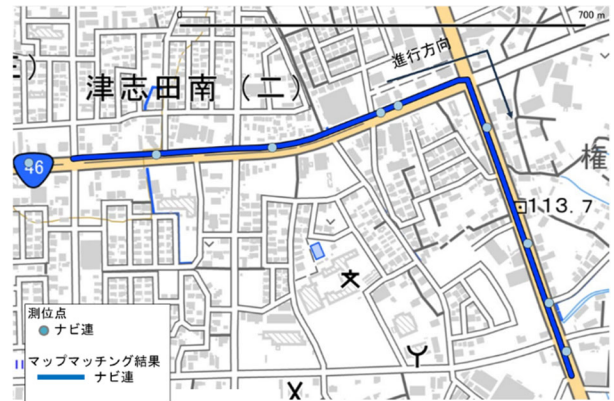 700 m
進行方向
津志田南（二）
46
権
113.7
測位点
ナビ連
マップマッチング結果
ナビ連